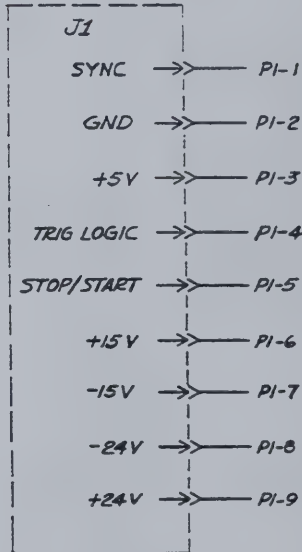 J1
SYNC P1-1
GND P1-2
+5V P1-3
TRIG LOGIC P1-4
STOP/START P1-5
+15V P1-6
-15V P1-7
-24V P1-8
+24V P1-9